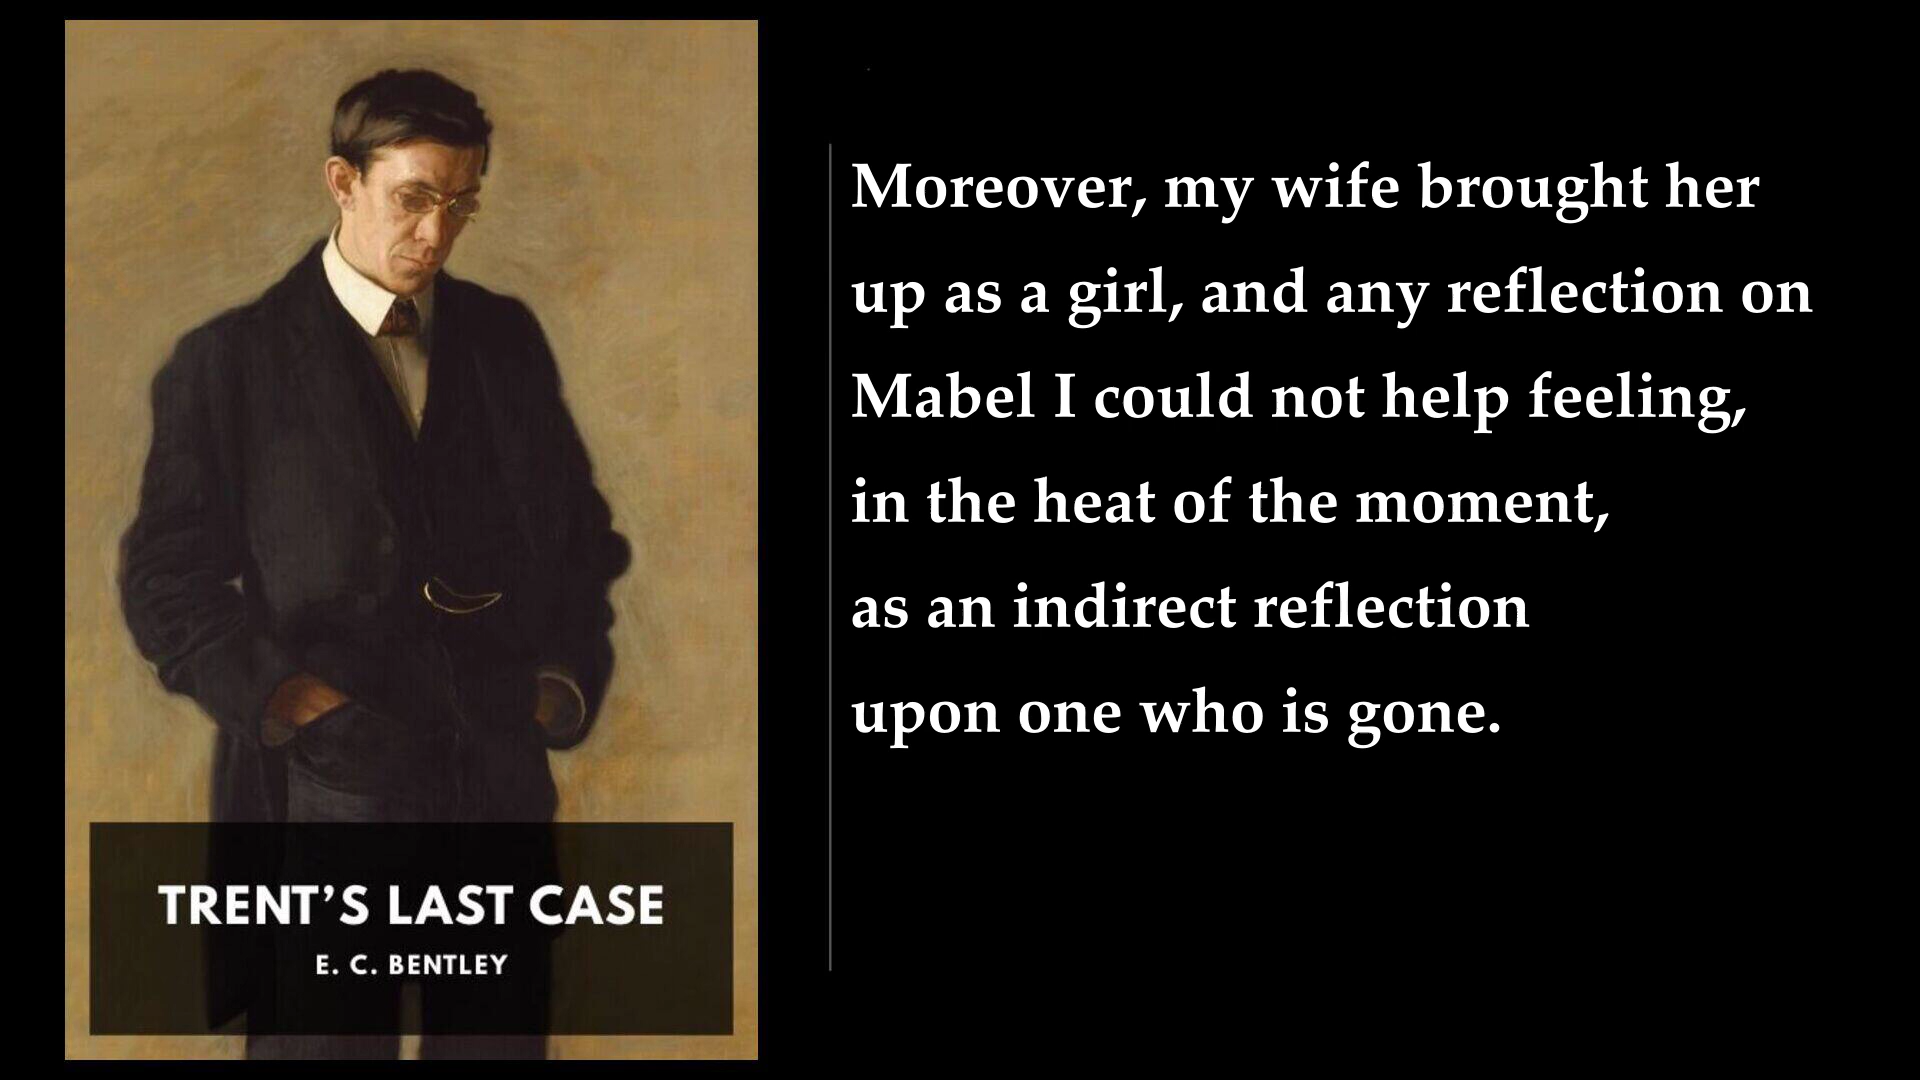 Moreover, my wife brought her
up as a girl, and any reflection on
Mabel I could not help feeling,
in the heat of the moment,
as an indirect reflection
upon one who is gone.
TRENT’S LAST CASE
E. C. BENTLEY